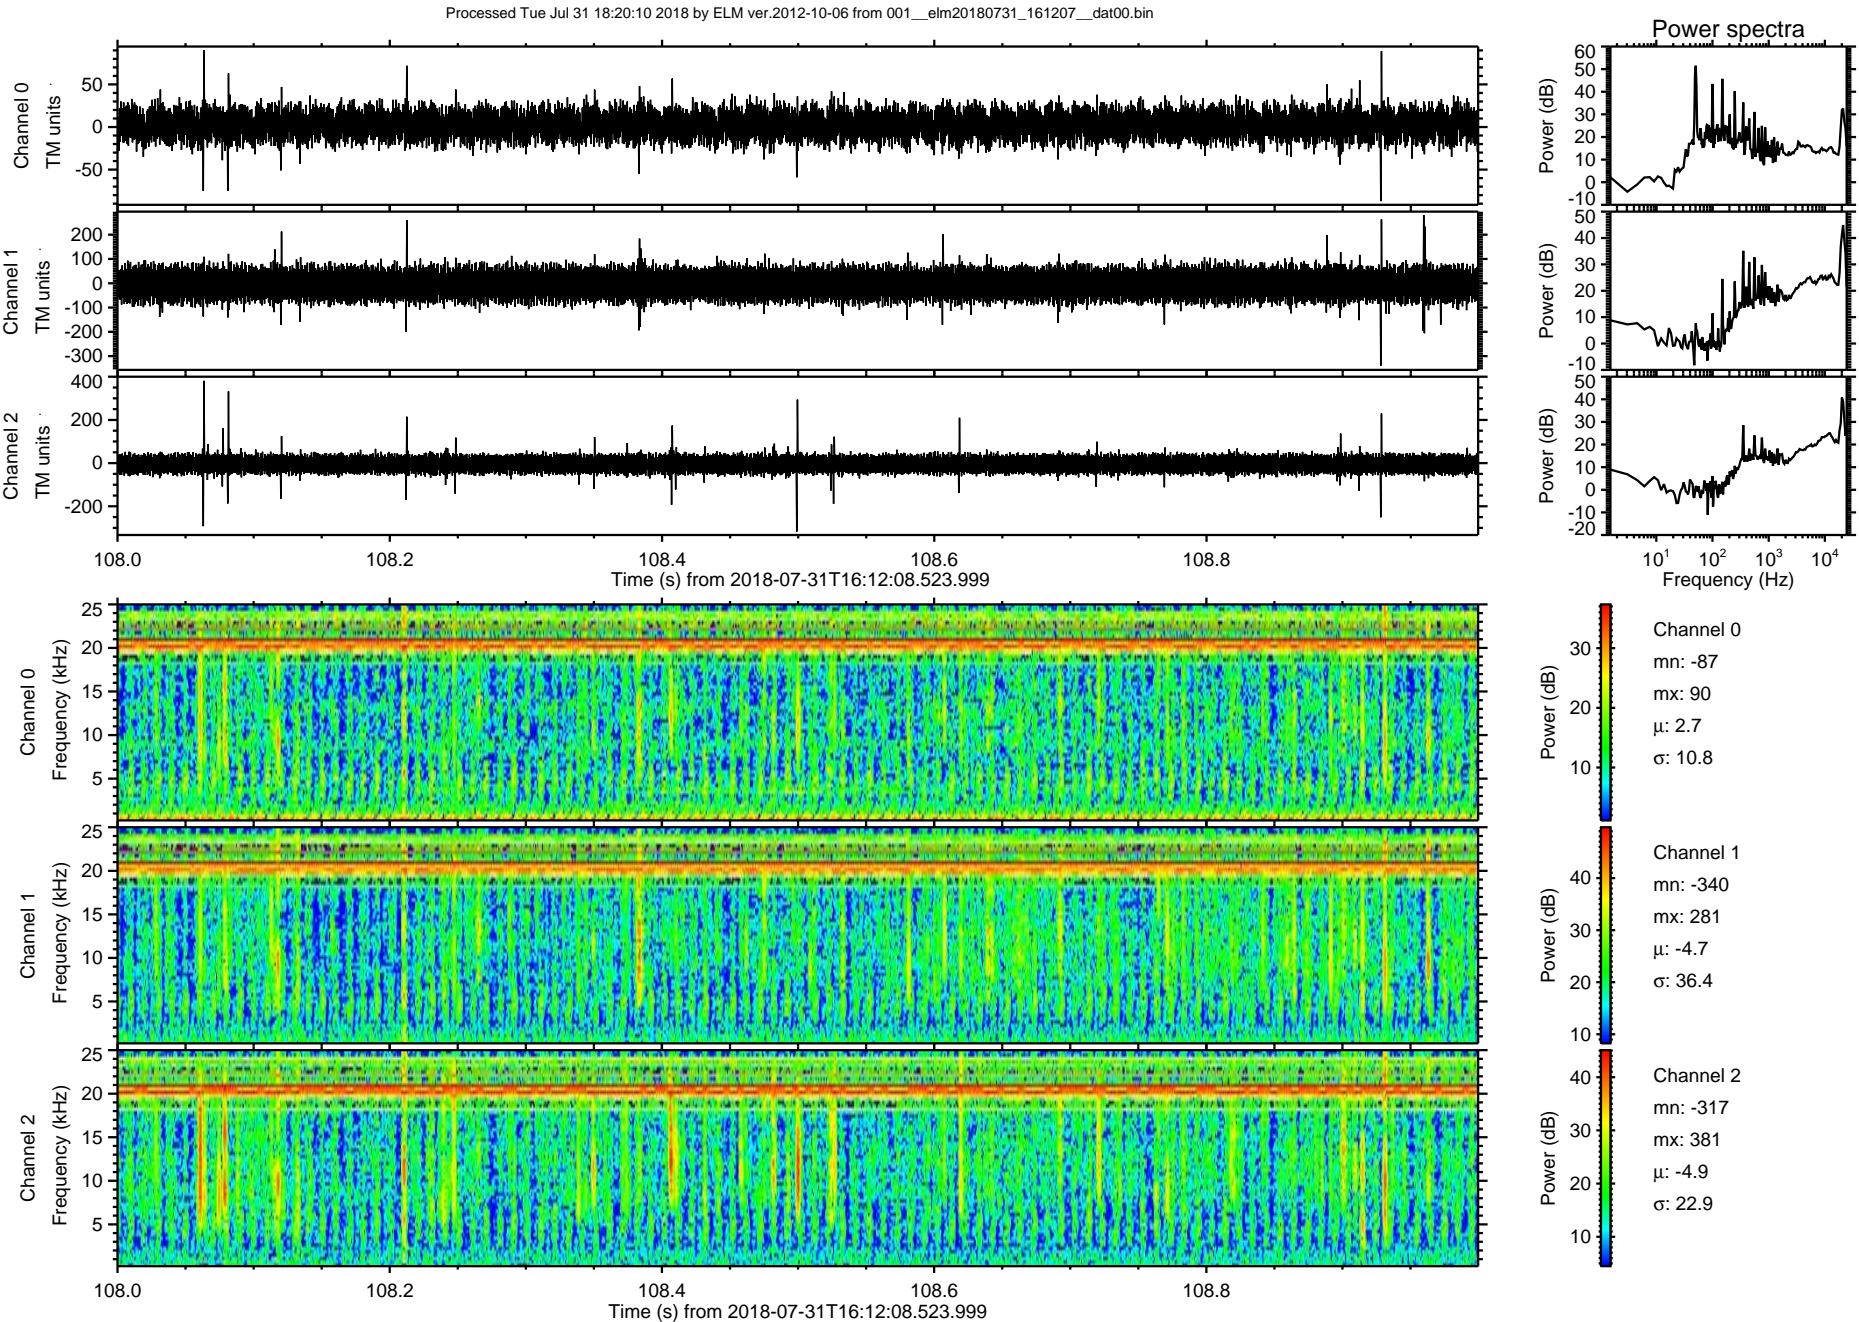 Processed Tue Jul 31 18:20:10 2018 by ELM ver.2012-10-06 from 001__elm20180731_161207__dat00.bin
Power spectra
Channel 0
TM units
50
0
-50
Power (dB)
60
50
40
30
20
10
0
-10
Channel 1
TM units
200
100
0
-100
-200
-300
Power (dB)
50
40
30
20
10
0
-10
Channel 2
TM units
400
200
0
-200
Power (dB)
50
40
30
20
10
0
-10
-20
108.0 108.2 108.4 108.6 108.8
Time (s) from 2018-07-31T16:12:08.523.999
10¹ 10² 10³ 10⁴
Frequency (Hz)
Channel 0
Frequency (kHz)
25
20
15
10
5
Power (dB)
30
20
10
Channel 0
mn: -87
mx: 90
μ: 2.7
σ: 10.8
Channel 1
Frequency (kHz)
25
20
15
10
5
Power (dB)
40
30
20
10
Channel 1
mn: -340
mx: 281
μ: -4.7
σ: 36.4
Channel 2
Frequency (kHz)
25
20
15
10
5
Power (dB)
40
30
20
10
Channel 2
mn: -317
mx: 381
μ: -4.9
σ: 22.9
108.0 108.2 108.4 108.6 108.8
Time (s) from 2018-07-31T16:12:08.523.999